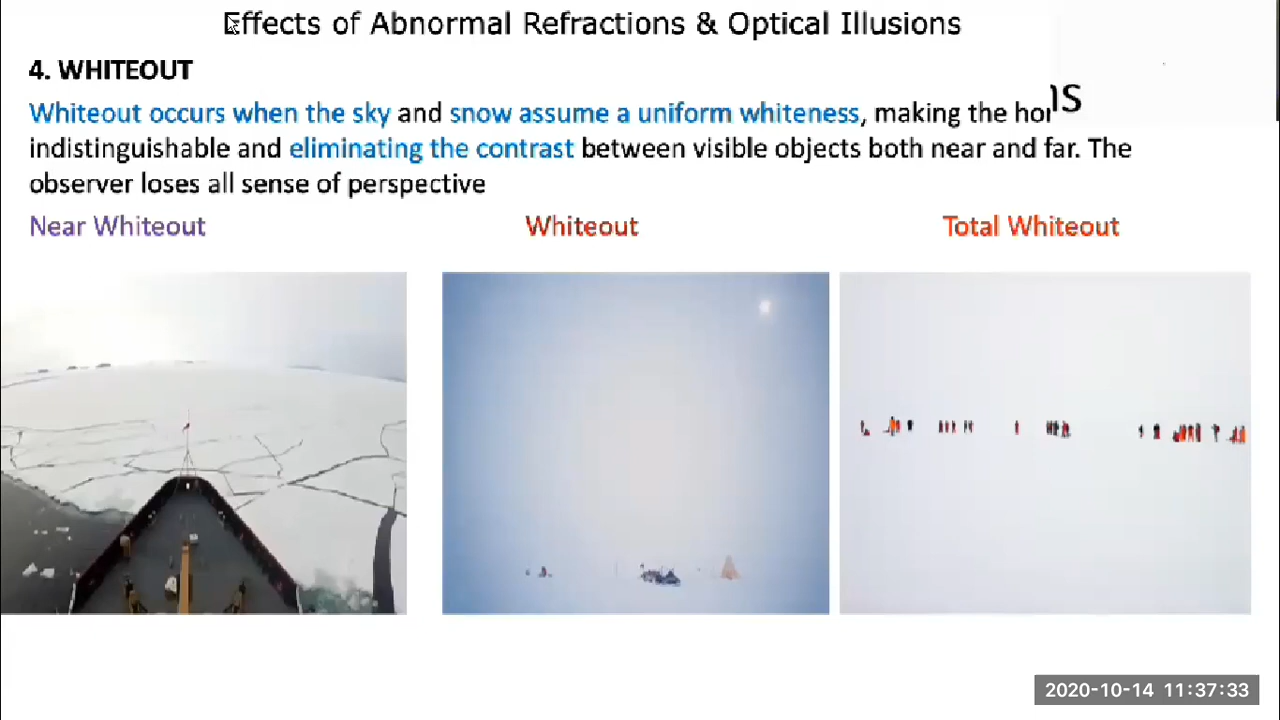 Effects of Abnormal Refractions & Optical Illusions
4. WHITEOUT
Whiteout occurs when the sky and snow assume a uniform whiteness, making the
indistinguishable and eliminating the contrast between visible objects both near and far. The
observer loses all sense of perspective
Near Whiteout
Whiteout
Total Whiteout
2020-10-14 11:37:33